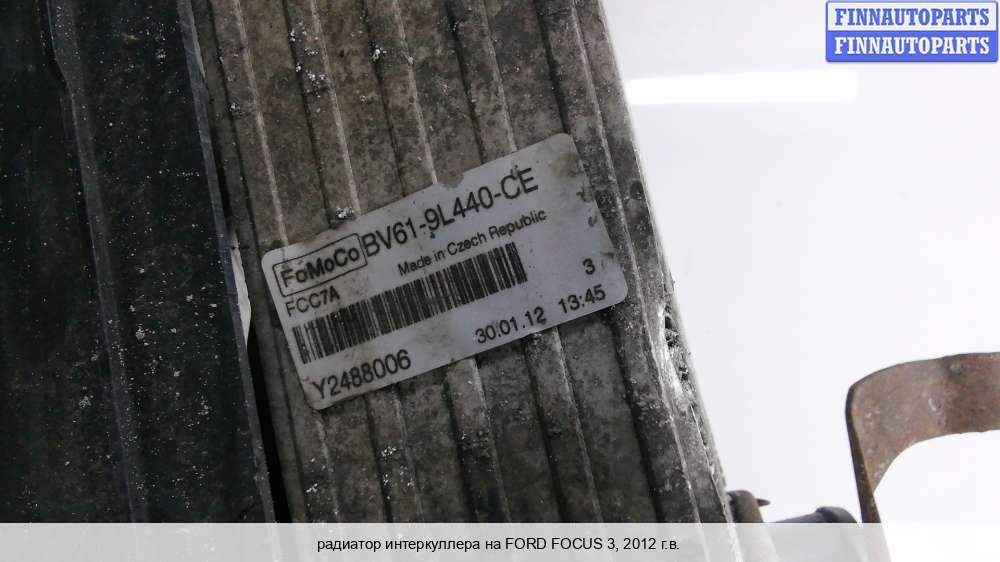 FINNAUTOPARTS
FINNAUTOPARTS
FoMoCo BV61-9L440-CE
Made in Czech Republic
FCC7A
3
30.01.12 13:45
Y2488006
радиатор интеркуллера на FORD FOCUS 3, 2012 г.в.